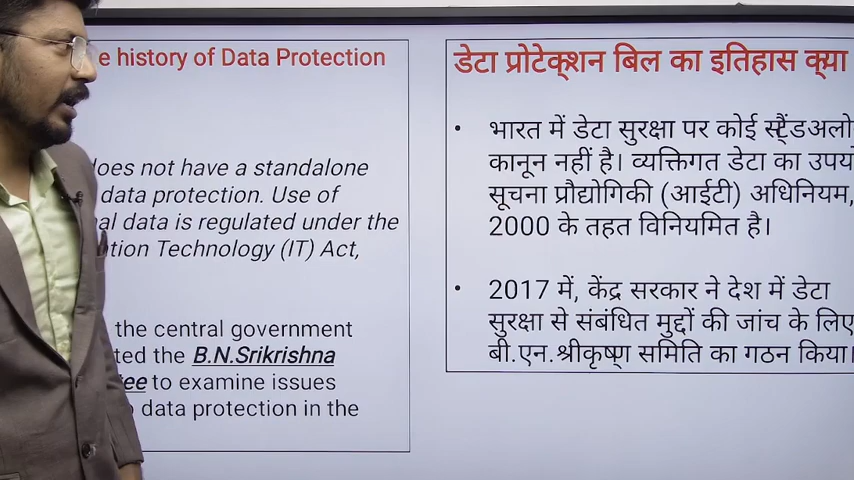 e history of Data Protection
does not have a standalone
data protection. Use of
al data is regulated under the
tion Technology (IT) Act,
the central government
ted the B.N.Srikrishna
ee to examine issues
data protection in the
डेटा प्रोटेक्शन बिल का इतिहास क्या
• भारत में डेटा सुरक्षा पर कोई स्टैंडअलो
कानून नहीं है। व्यक्तिगत डेटा का उपयो
सूचना प्रौद्योगिकी (आईटी) अधिनियम,
2000 के तहत विनियमित है।
• 2017 में, केंद्र सरकार ने देश में डेटा
सुरक्षा से संबंधित मुद्दों की जांच के लिए
बी.एन.श्रीकृष्ण समिति का गठन किया।